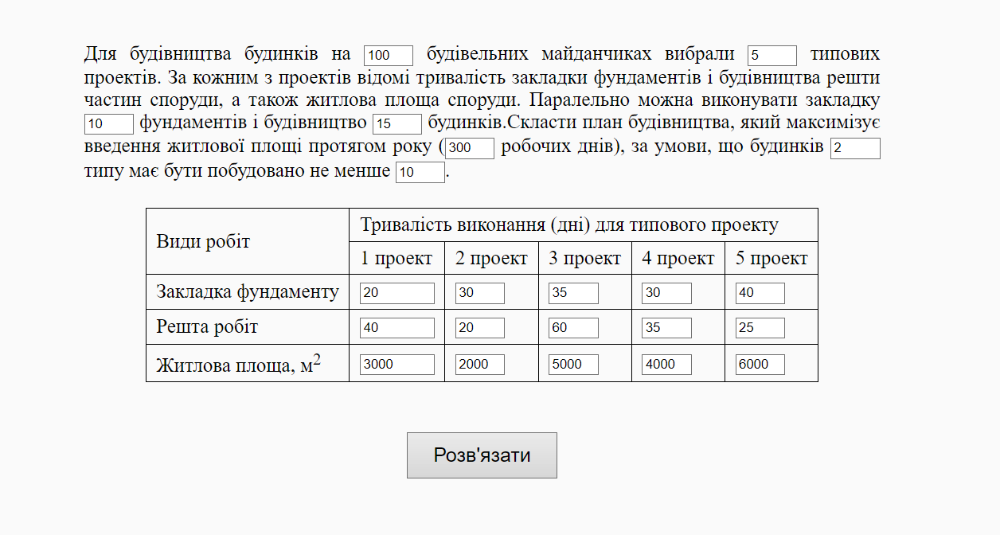 Для будівництва будинків на 100 будівельних майданчиках вибрали 5 типових
проектів. За кожним з проектів відомі тривалість закладки фундаментів і будівництва решти
частин споруди, а також житлова площа споруди. Паралельно можна виконувати закладку
10 фундаментів і будівництво 15 будинків.Скласти план будівництва, який максимізує
введення житлової площі протягом року (300 робочих днів), за умови, що будинків 2
типу має бути побудовано не менше 10.
Види робіт
Тривалість виконання (дні) для типового проекту
1 проект 2 проект 3 проект 4 проект 5 проект
Закладка фундаменту 20 30 35 30 40
Решта робіт 40 20 60 35 25
Житлова площа, м2 3000 2000 5000 4000 6000
Розв'язати